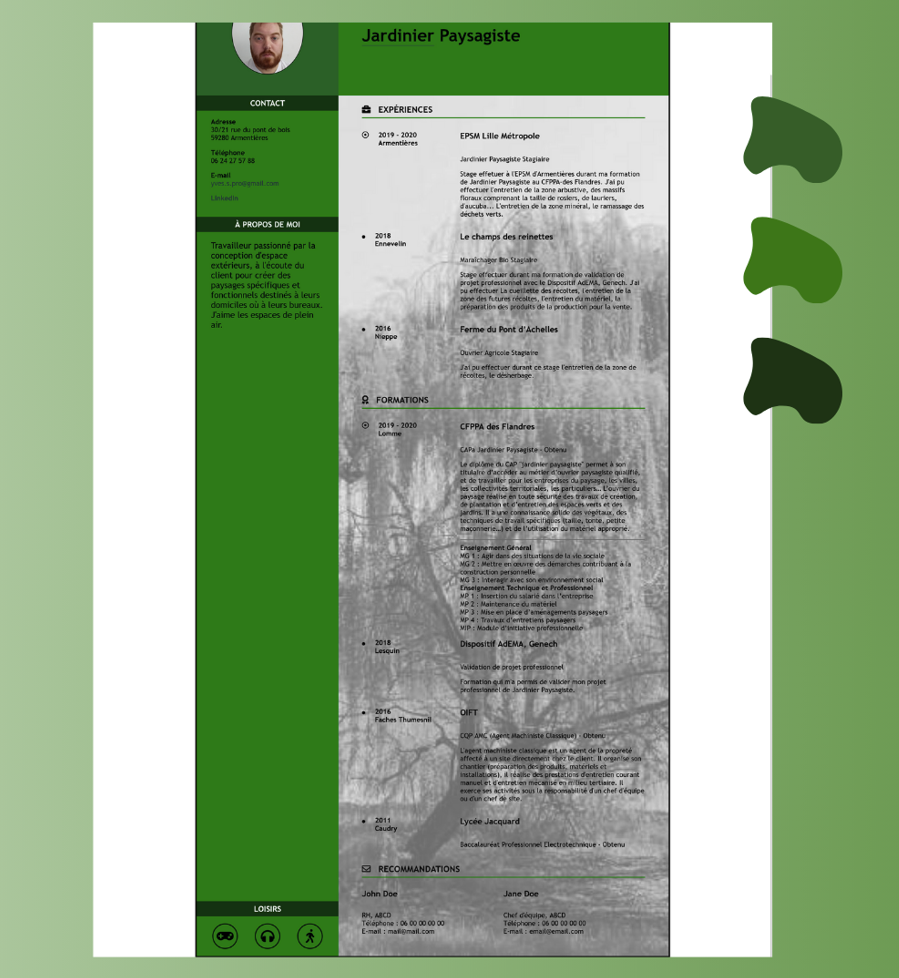 Jardinier Paysagiste
CONTACT
Adresse
30/21 rue du pont de bois
59280 Armentières
Téléphone
06 24 27 57 88
E-mail
yves.o.pro@gmail.com
Linkedin
À PROPOS DE MOI
Travailleur passionné par la
conception d'espace
extérieurs, à l'écoute du
client pour créer des
paysages spécifiques et
fonctionnels destinés à leurs
domiciles où à leurs bureaux.
J'aime les espaces de plein
air.
LOISIRS
EXPÉRIENCES
2019 - 2020
Armentières
EPSM Lille Métropole
Jardinier Paysagiste Stagiaire
Stage effetuer à l'EPSM d'Armentières durant ma formation
de Jardinier Paysagiste au CFPPA-des Flandres. J'ai pu
effectuer l'entretien de la zone arbustive, des massifs
floraux comprenant la taille de rosiers, de lauriers,
d'aucuba... L'entretien de la zone minéral, le ramassage des
déchets verts.
2018
Ennevelin
Le champs des reinettes
Maraîchager Bio Stagiaire
Stage effectuer durant ma formation de validation de
projet professionnel avec le Dispositif AdEMA, Genech. J'ai
pu effectuer La cueillette des récoltes, l'entretien de la
zone des futures récoltes, l'entretien du matériel, la
préparation des produits de la production pour la vente.
2016
Nieppe
Ferme du Pont d'Achelles
Ouvrier Agricole Stagiaire
J'ai pu effectuer durant ce stage l'entretien de la zone de
récoltes, le désherbage.
FORMATIONS
2019 - 2020
Lomme
CFPPA des Flandres
CAPa Jardinier Paysagiste - Obtenu
Le diplôme du CAP "jardinier paysagiste" permet à son
titulaire d'accéder au métier d'ouvrier paysagiste qualifié,
et de travailler pour les entreprises du paysage, les villes,
les collectivités territoriales, les particuliers... L'ouvrier du
paysage réalise en toute sécurité des travaux de création,
de plantation et d'entretien des espaces verts et des
jardins. Il a une connaissance solide des végétaux, des
techniques de travail spécifiques (taille, tonte, petite
maçonnerie…) et de l'utilisation du matériel approprié.
Enseignement Général
MG 1 : Agir dans des situations de la vie sociale
MG 2 : Mettre en œuvre des démarches contribuant à la
construction personnelle
MG 3 : Interagir avec son environnement social
Enseignement Technique et Professionnel
MP 1 : Insertion du salarié dans l'entreprise
MP 2 : Maintenance du matériel
MP 3 : Mise en place d'aménagements paysagers
MP 4 : Travaux d'entretiens paysagers
MIP : Module d'initiative professionnelle
2018
Lesquin
Dispositif AdEMA, Genech
Validation de projet professionnel
Formation qui m'a permis de valider mon projet
professionnel de Jardinier Paysagiste.
2016
Faches Thumesnil
OIFT
CQP AMC (Agent Machiniste Classique) - Obtenu
L'agent machiniste classique est un agent de la propreté
affecté à un site directement chez le client. Il organise son
chantier (préparation des produits, matériels et
installations), il réalise des prestations d'entretien courant
manuel et d'entretien mécanisé en milieu tertiaire. Il
exerce ses activités sous la responsabilité d'un chef d'équipe
ou d'un chef de site.
2011
Caudry
Lycée Jacquard
Baccalauréat Professionnel Electrotechnique - Obtenu
RECOMMANDATIONS
John Doe
RH, ABCD
Téléphone : 06 00 00 00 00
E-mail : mail@mail.com
Jane Doe
Chef d'équipe, ABCD
Téléphone : 06 00 00 00 00
E-mail : email@email.com